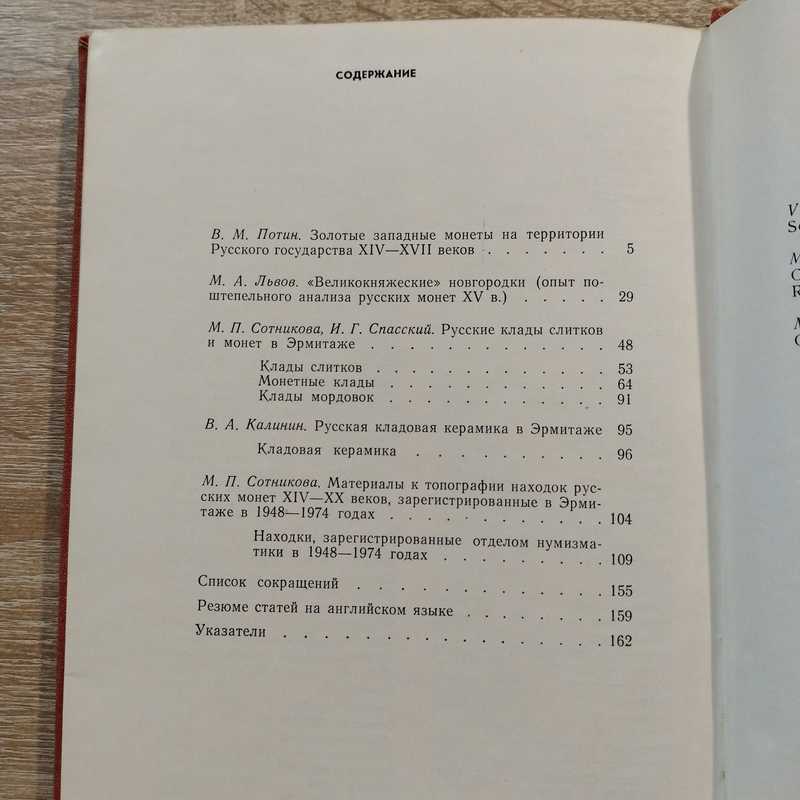 СОДЕРЖАНИЕ
В. М. Потин. Золотые западные монеты на территории
Русского государства XIV—XVII веков . . . . . . . 5
М. А. Львов. «Великокняжеские» новгородки (опыт по-
штепельного анализа русских монет XV в.) . . . . . 29
М. П. Сотникова, И. Г. Спасский. Русские клады слитков
и монет в Эрмитаже . . . . . . . . . . . . . 48
Клады слитков . . . . . . . . . . . . . 53
Монетные клады . . . . . . . . . . . . 64
Клады мордовок . . . . . . . . . . . . 91
В. А. Калинин. Русская кладовая керамика в Эрмитаже 95
Кладовая керамика . . . . . . . . . . 96
М. П. Сотникова. Материалы к топографии находок рус-
ских монет XIV—XX веков, зарегистрированные в Эрми-
таже в 1948—1974 годах . . . . . . . . . . . . 104
Находки, зарегистрированные отделом нумизма-
тики в 1948—1974 годах . . . . . . . . . 109
Список сокращений . . . . . . . . . . . . . 155
Резюме статей на английском языке . . . . . . . . 159
Указатели . . . . . . . . . . . . . . . . . 162
V
M
C
R